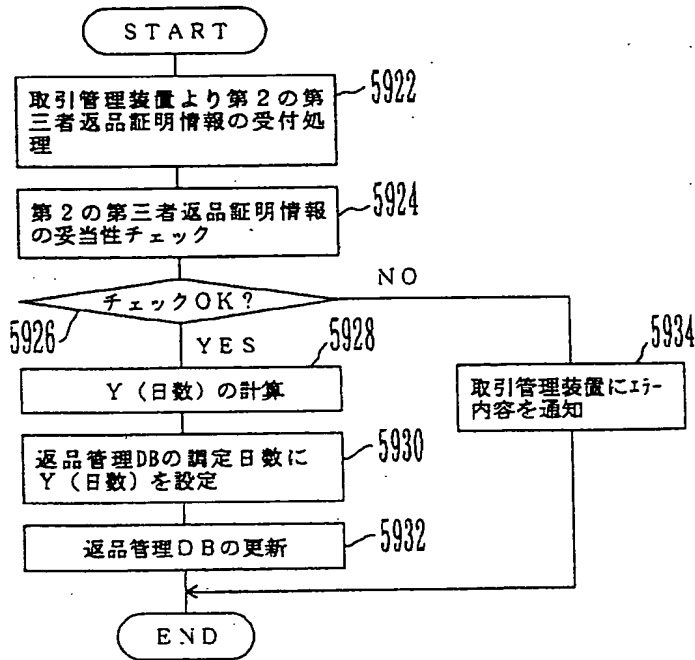 START
取引管理装置より第2の第
三者返品証明情報の受付処
理
5922
第2の第三者返品証明情報
の妥当性チェック
5924
チェックOK?
5926
NO
YES
5928
Y(日数)の計算
5934
取引管理装置にｴﾗｰ
内容を通知
返品管理DBの調定日数に
Y(日数)を設定
5930
返品管理DBの更新
5932
END